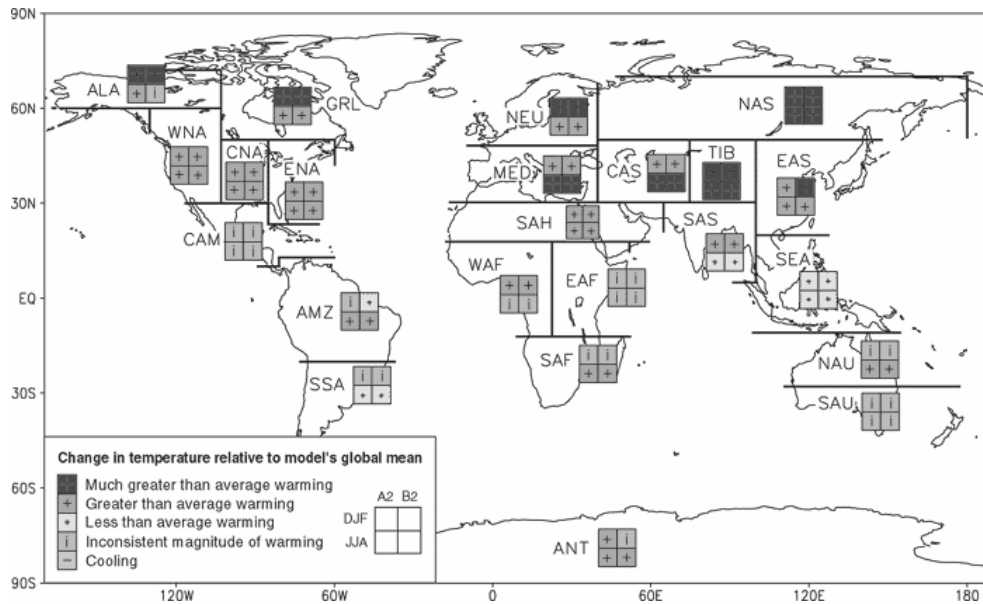 90N
60N
30N
EQ
30S
60S
90S
120W
60W
0
60E
120E
180
ALA
GRL
WNA
CNA
ENA
CAM
AMZ
SSA
NEU
MED
SAH
WAF
EAF
SAF
NAS
CAS
TIB
EAS
SAS
SEA
NAU
SAU
ANT
Change in temperature relative to model's global mean
Much greater than average warming
+ Greater than average warming
+ Less than average warming
i Inconsistent magnitude of warming
− Cooling
A2 B2
DJF
JJA